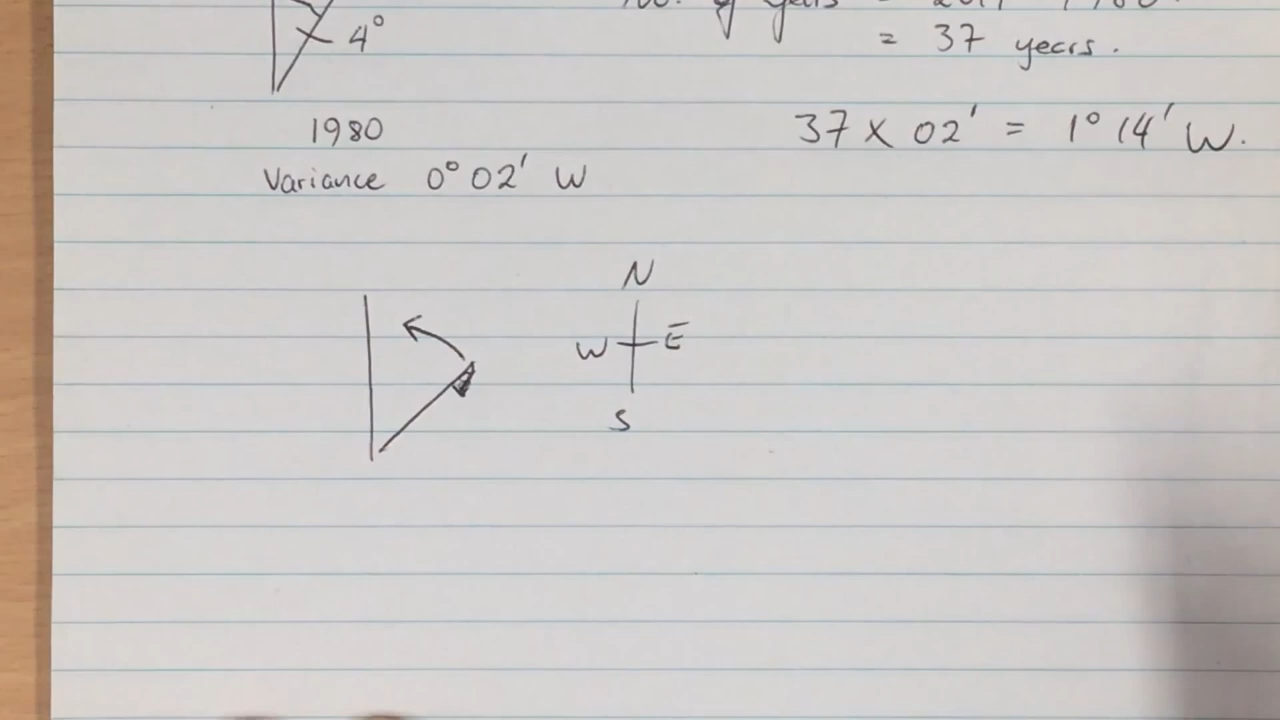 = 37 years.
4°
1980
37 X 02' = 1° 14' W.
Variance 0° 02' W
N
W E
S